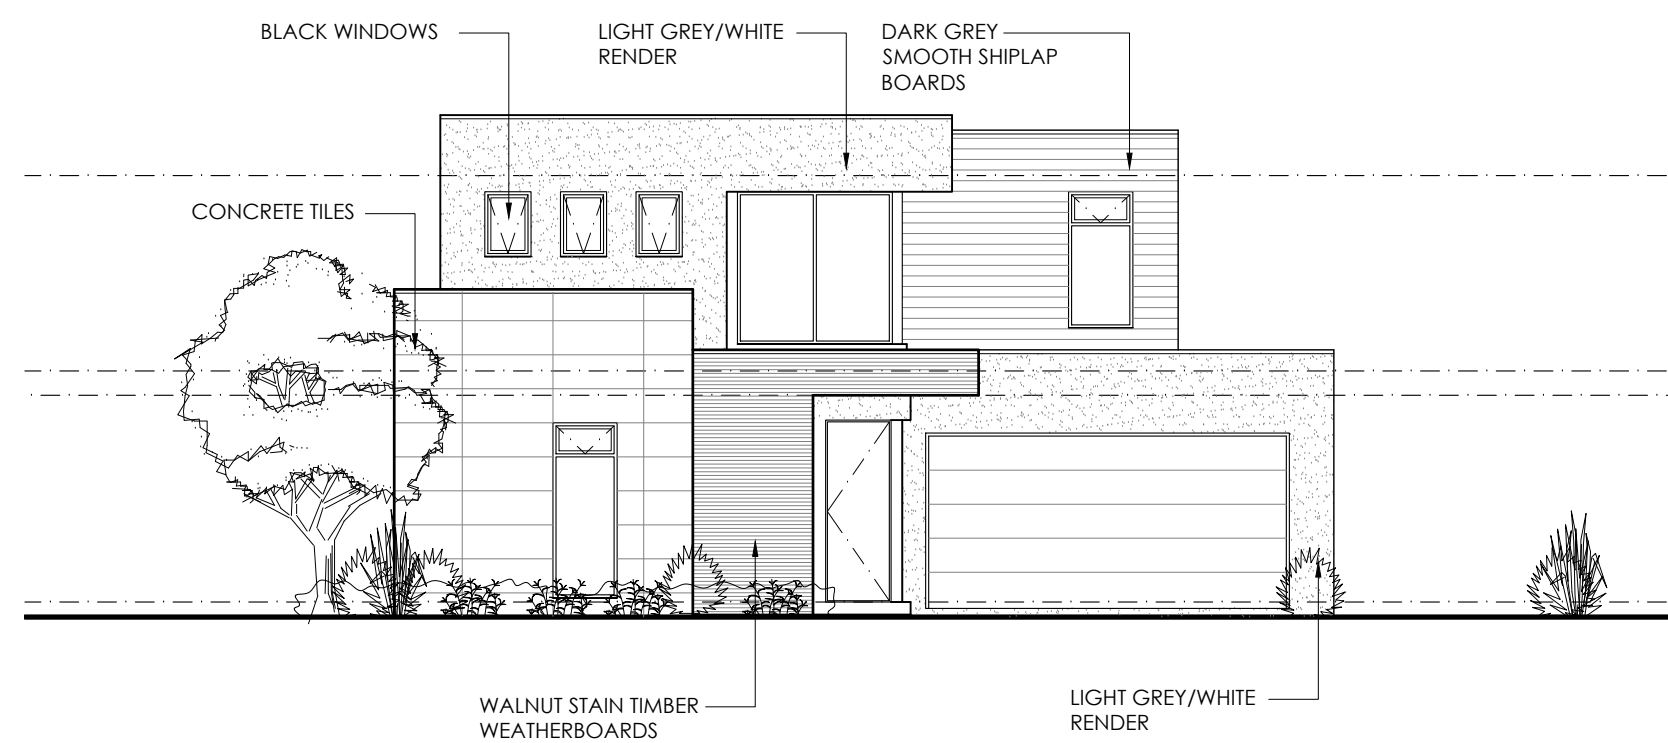 BLACK WINDOWS
LIGHT GREY/WHITE
RENDER
DARK GREY
SMOOTH SHIPLAP
BOARDS
CONCRETE TILES
WALNUT STAIN TIMBER
WEATHERBOARDS
LIGHT GREY/WHITE
RENDER